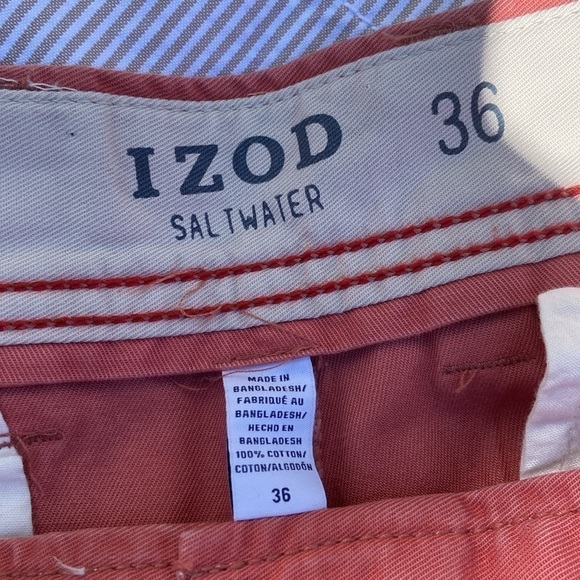 IZOD 36
SALTWATER
MADE IN
BANGLADESH/
FABRIQUÉ AU
BANGLADESH/
HECHO EN
BANGLADESH
100% COTTON/
COTON/ALGODÓN
36